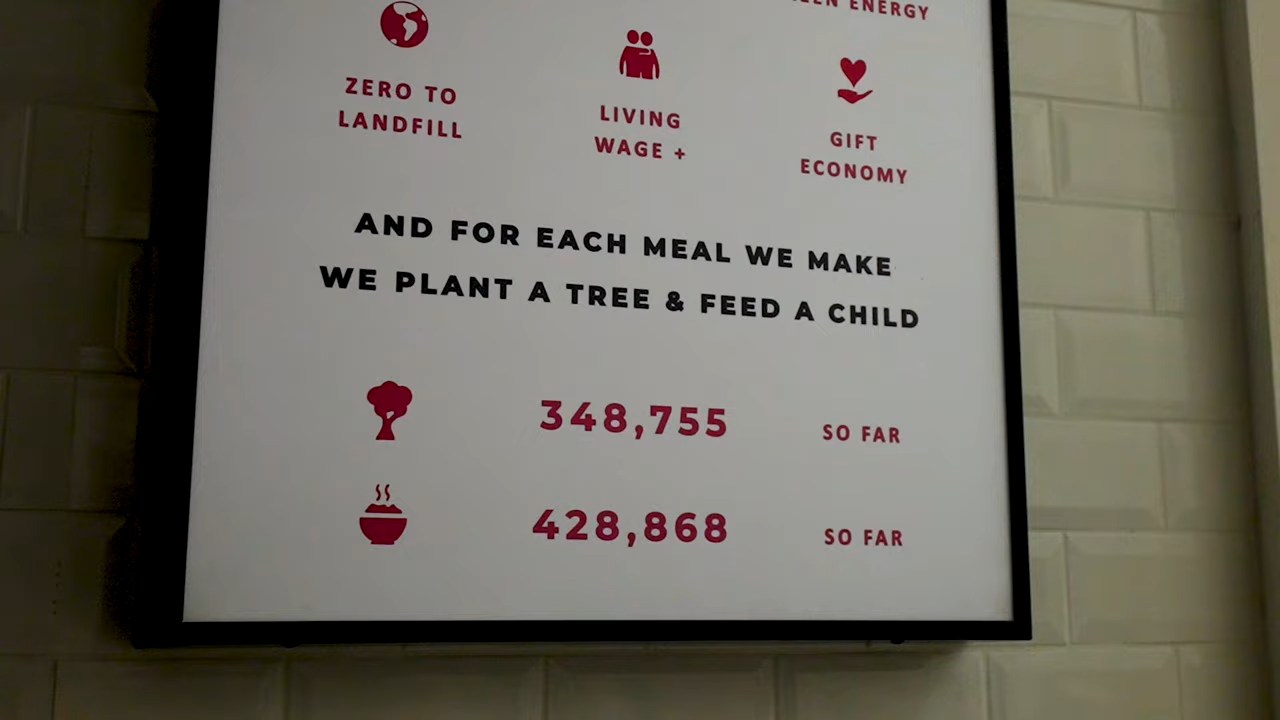 ENERGY
ZERO TO
LANDFILL
LIVING
WAGE +
GIFT
ECONOMY
AND FOR EACH MEAL WE MAKE
WE PLANT A TREE & FEED A CHILD
348,755 SO FAR
428,868 SO FAR